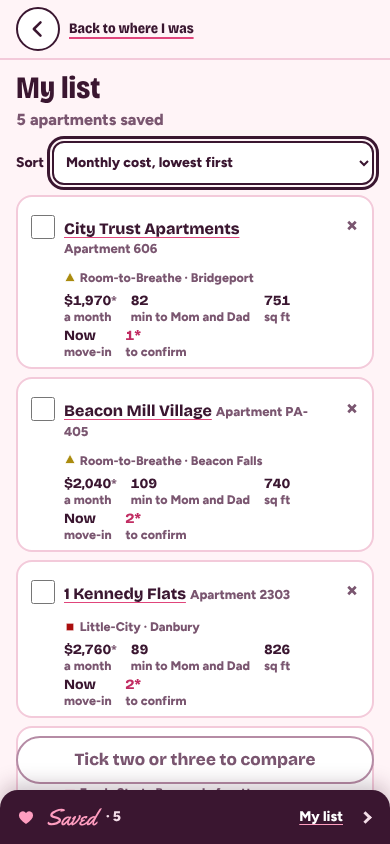 Back to where I was
My list
5 apartments saved
Sort Monthly cost, lowest first
City Trust Apartments
Apartment 606
Room-to-Breathe · Bridgeport
$1,970* 82 751
a month min to Mom and Dad sq ft
Now 1*
move-in to confirm
Beacon Mill Village Apartment PA-
405
Room-to-Breathe · Beacon Falls
$2,040* 109 740
a month min to Mom and Dad sq ft
Now 2*
move-in to confirm
1 Kennedy Flats Apartment 2303
Little-City · Danbury
$2,760* 89 826
a month min to Mom and Dad sq ft
Now 2*
move-in to confirm
Tick two or three to compare
Saved · 5 My list